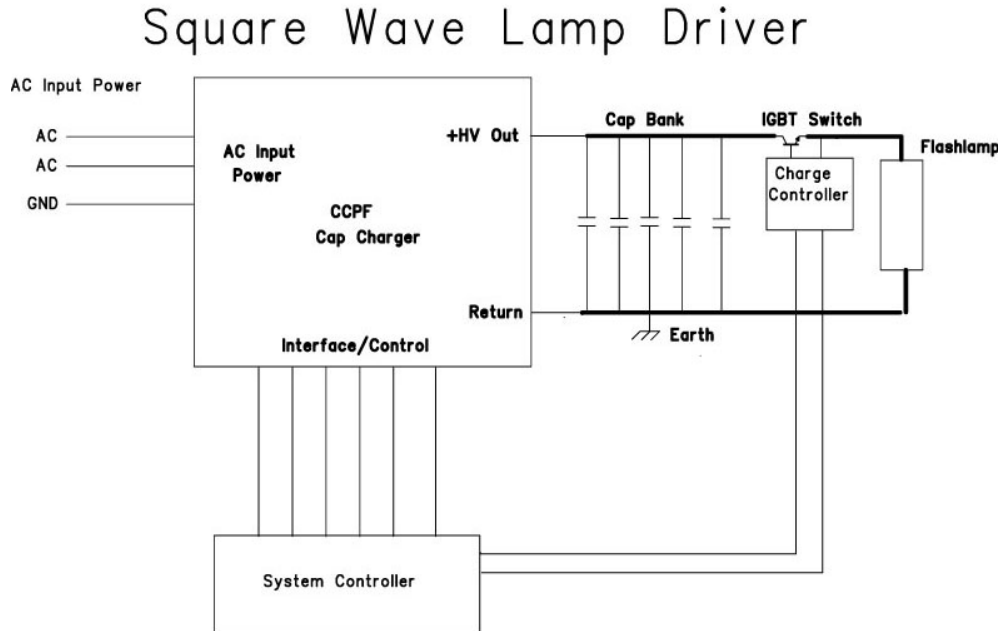 Square Wave Lamp Driver
AC Input Power
AC
AC
GND
AC Input
Power
CCPF
Cap Charger
+HV Out
Return
Interface/Control
Cap Bank
IGBT Switch
Flashlamp
Charge
Controller
Earth
System Controller